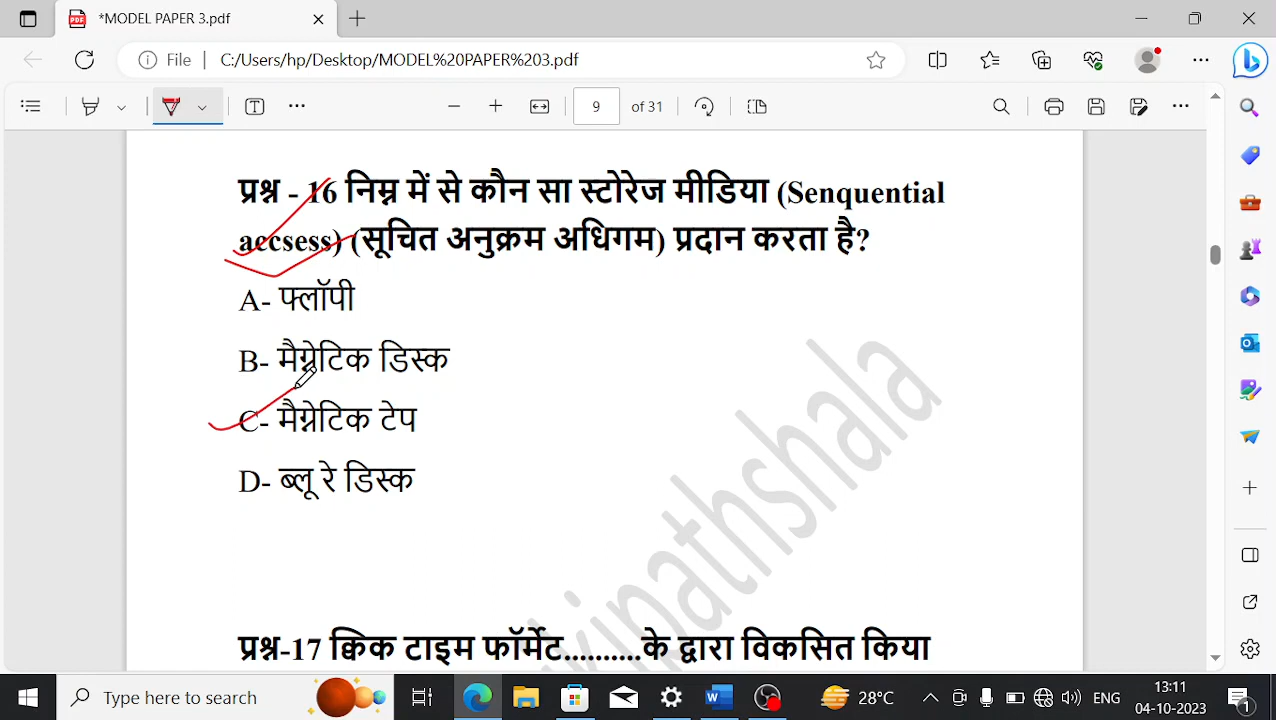 *MODEL PAPER 3.pdf
File
C:/Users/hp/Desktop/MODEL%20PAPER%203.pdf
9 of 31
प्रश्न - 16 निम्न में से कौन सा स्टोरेज मीडिया (Senquential
accsess) (सूचित अनुक्रम अधिगम) प्रदान करता है?
A- फ्लॉपी
B- मैग्नेटिक डिस्क
C- मैग्नेटिक टेप
D- ब्लू रे डिस्क
kipathshala
प्रश्न-17 क्विक टाइम फॉर्मेट..........के द्वारा विकसित किया
Type here to search
28°C
ENG
13:11
04-10-2023
1